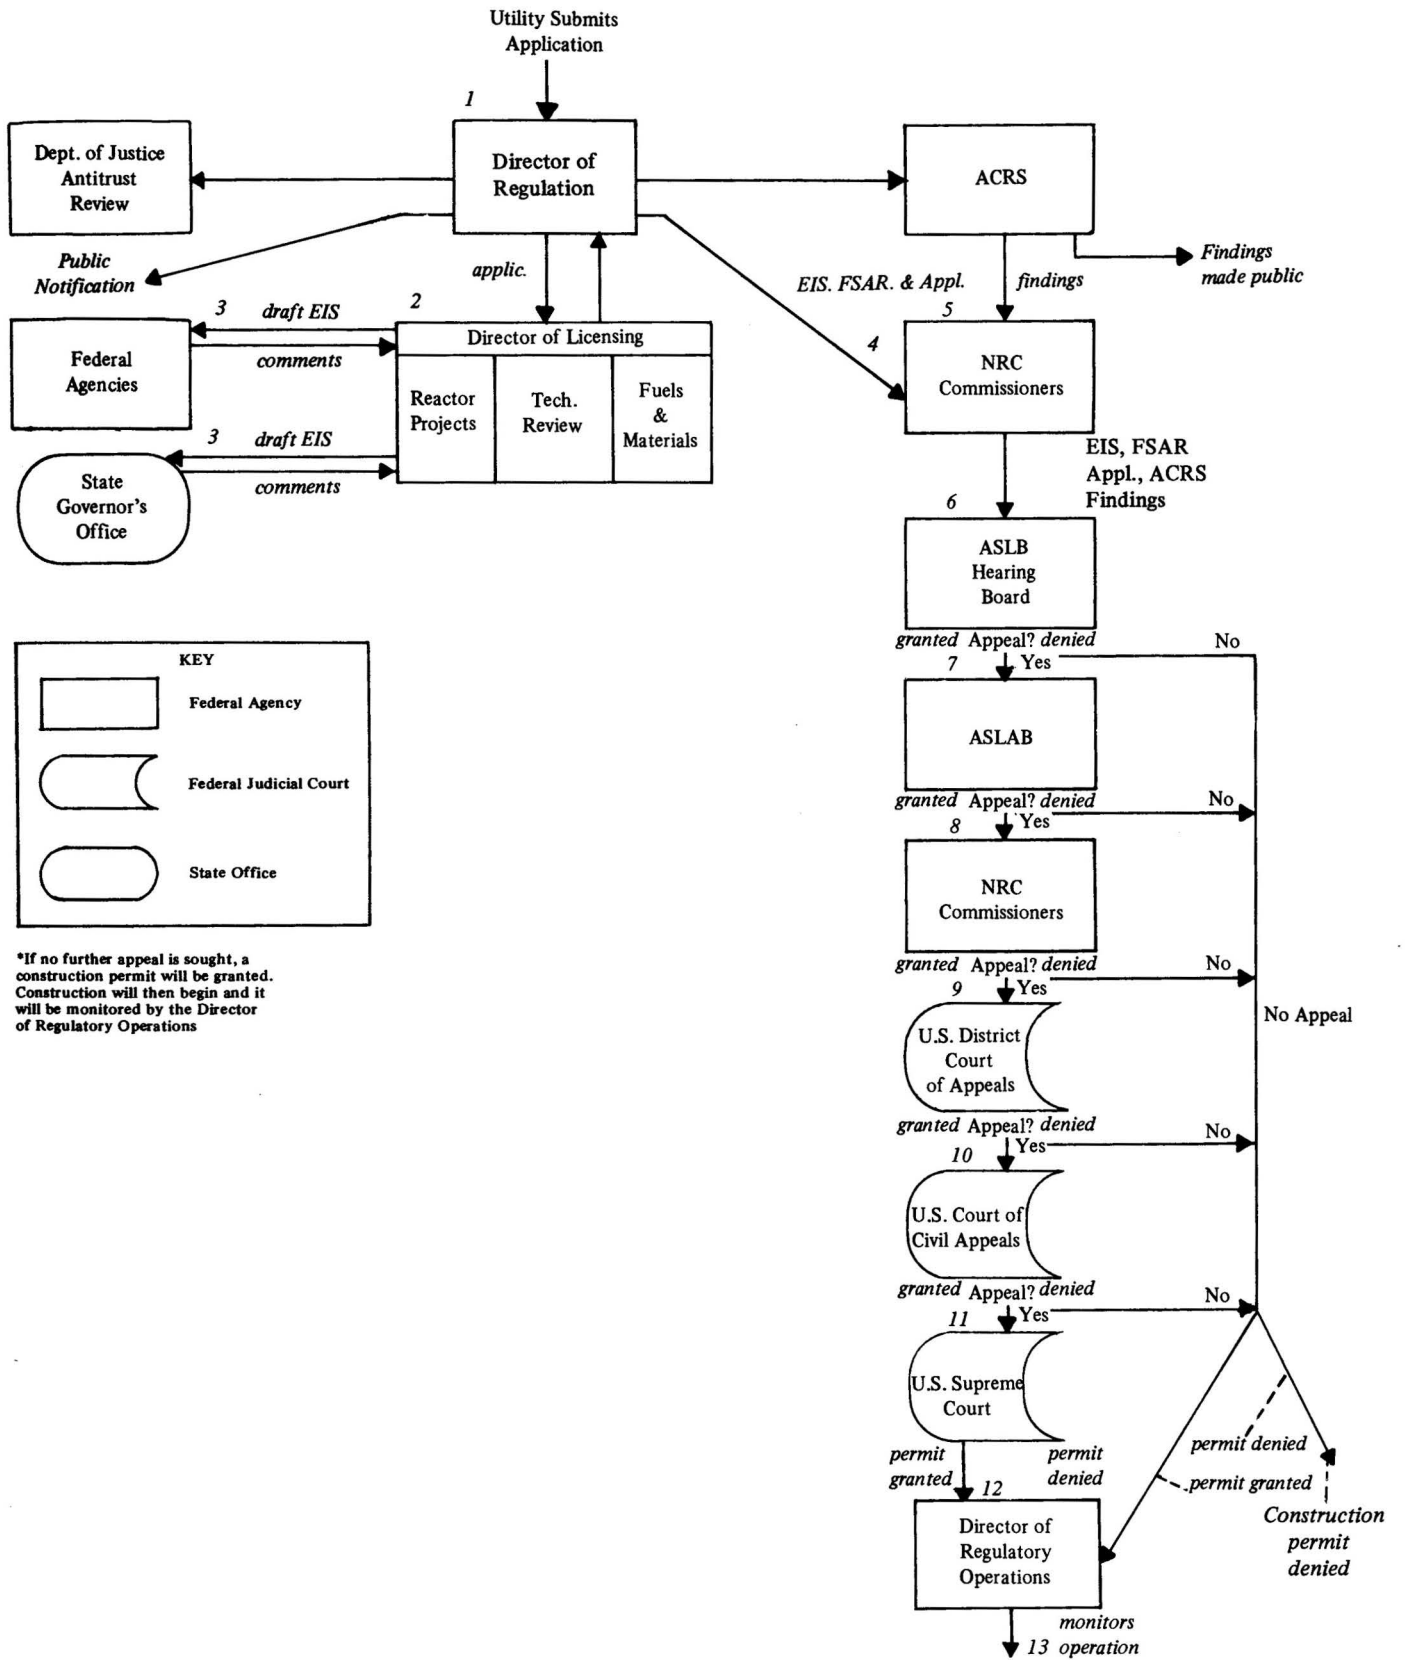 Utility Submits
Application
1
Dept. of Justice
Antitrust
Review
Director of
Regulation
ACRS
Public
Notification
applic.
EIS. FSAR. & Appl.
findings
Findings
made public
3 draft EIS
comments
2
Federal
Agencies
Director of Licensing
Reactor
Projects
Tech.
Review
Fuels
&
Materials
4
5
NRC
Commissioners
3 draft EIS
comments
State
Governor's
Office
EIS, FSAR
Appl., ACRS
Findings
6
ASLB
Hearing
Board
granted Appeal? denied
No
7 Yes
ASLAB
granted Appeal? denied
No
8 Yes
NRC
Commissioners
granted Appeal? denied
No
9 Yes
No Appeal
U.S. District
Court
of Appeals
granted Appeal? denied
No
10 Yes
U.S. Court of
Civil Appeals
granted Appeal? denied
No
11 Yes
U.S. Supreme
Court
permit
granted
permit
denied
permit denied
permit granted
Construction
permit
denied
12
Director of
Regulatory
Operations
monitors
13 operation
KEY
Federal Agency
Federal Judicial Court
State Office
*If no further appeal is sought, a
construction permit will be granted.
Construction will then begin and it
will be monitored by the Director
of Regulatory Operations